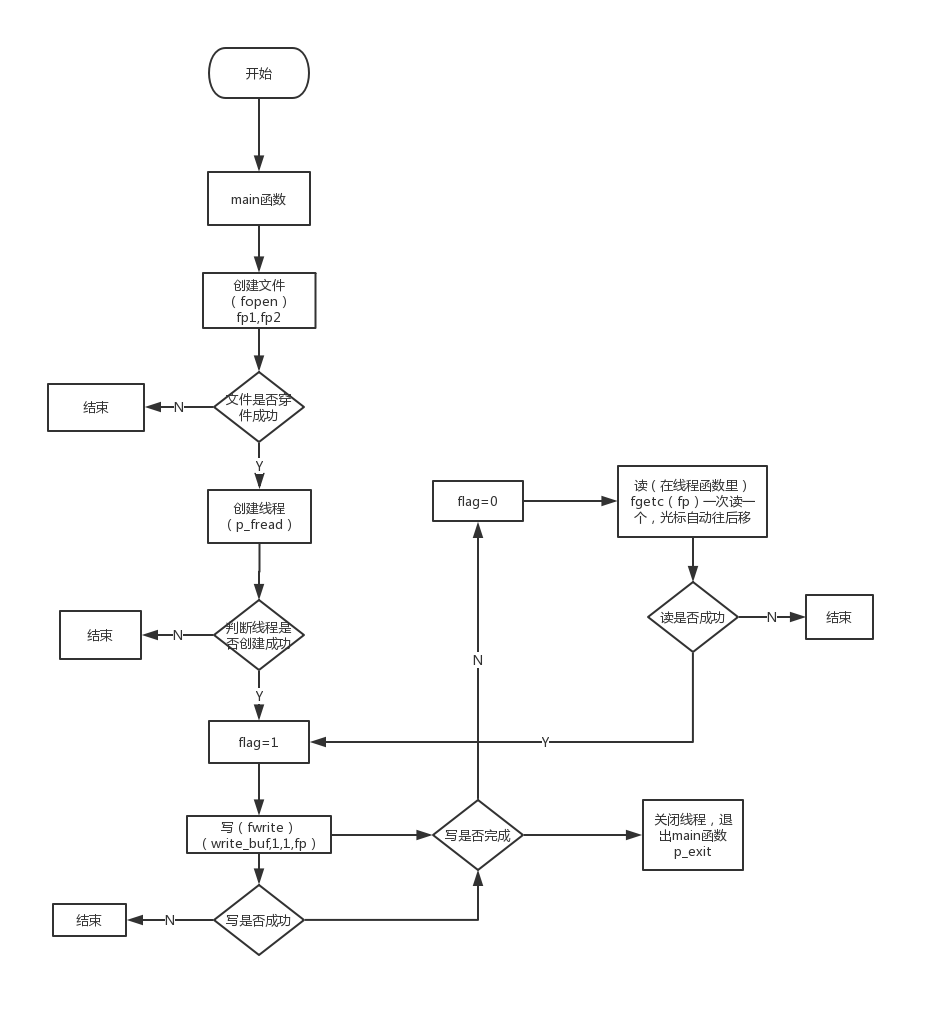 开始
main函数
创建文件
（fopen）
fp1,fp2
文件是否穿
件成功
N
结束
Y
创建线程
（p_fread）
判断线程是
否创建成功
N
结束
Y
flag=1
写（fwrite）
（write_buf,1,1,fp）
写是否成功
N
结束
写是否完成
N
flag=0
读（在线程函数里）
fgetc（fp）一次读一
个，光标自动往后移
读是否成功
N
结束
Y
关闭线程，退
出main函数
p_exit